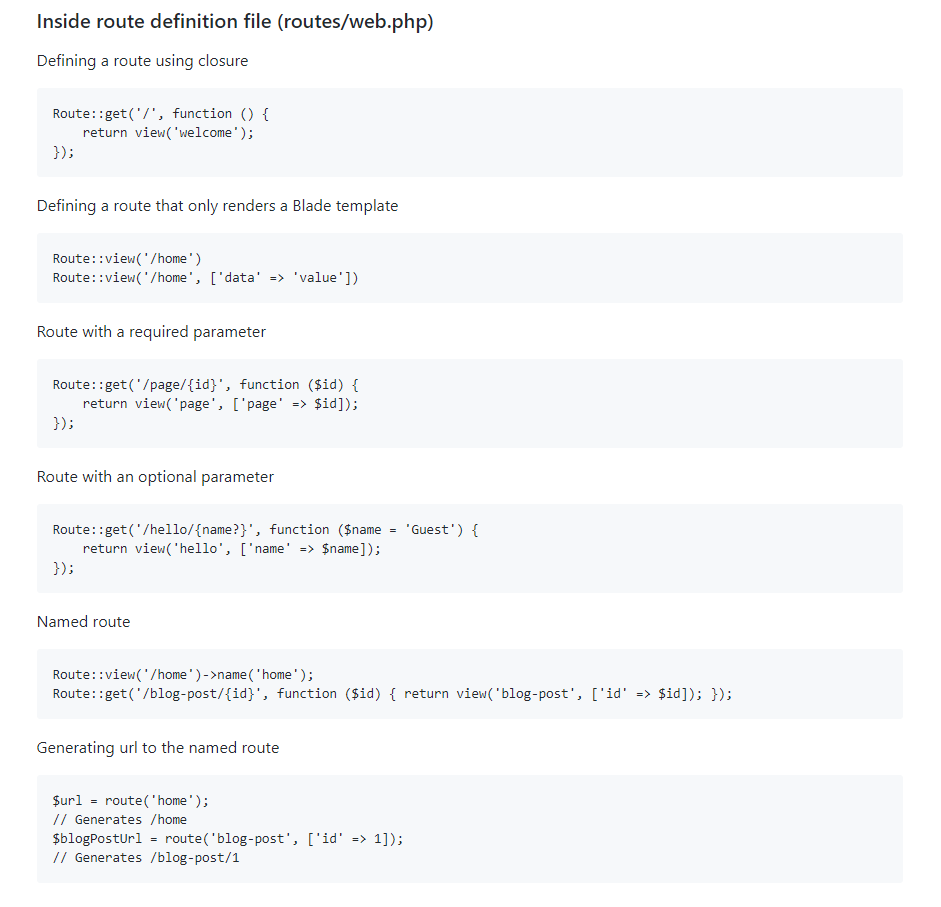 Inside route definition file (routes/web.php)
Defining a route using closure
Route::get('/', function () {
    return view('welcome');
});
Defining a route that only renders a Blade template
Route::view('/home')
Route::view('/home', ['data' => 'value'])
Route with a required parameter
Route::get('/page/{id}', function ($id) {
    return view('page', ['page' => $id]);
});
Route with an optional parameter
Route::get('/hello/{name?}', function ($name = 'Guest') {
    return view('hello', ['name' => $name]);
});
Named route
Route::view('/home')->name('home');
Route::get('/blog-post/{id}', function ($id) { return view('blog-post', ['id' => $id]); });
Generating url to the named route
$url = route('home');
// Generates /home
$blogPostUrl = route('blog-post', ['id' => 1]);
// Generates /blog-post/1